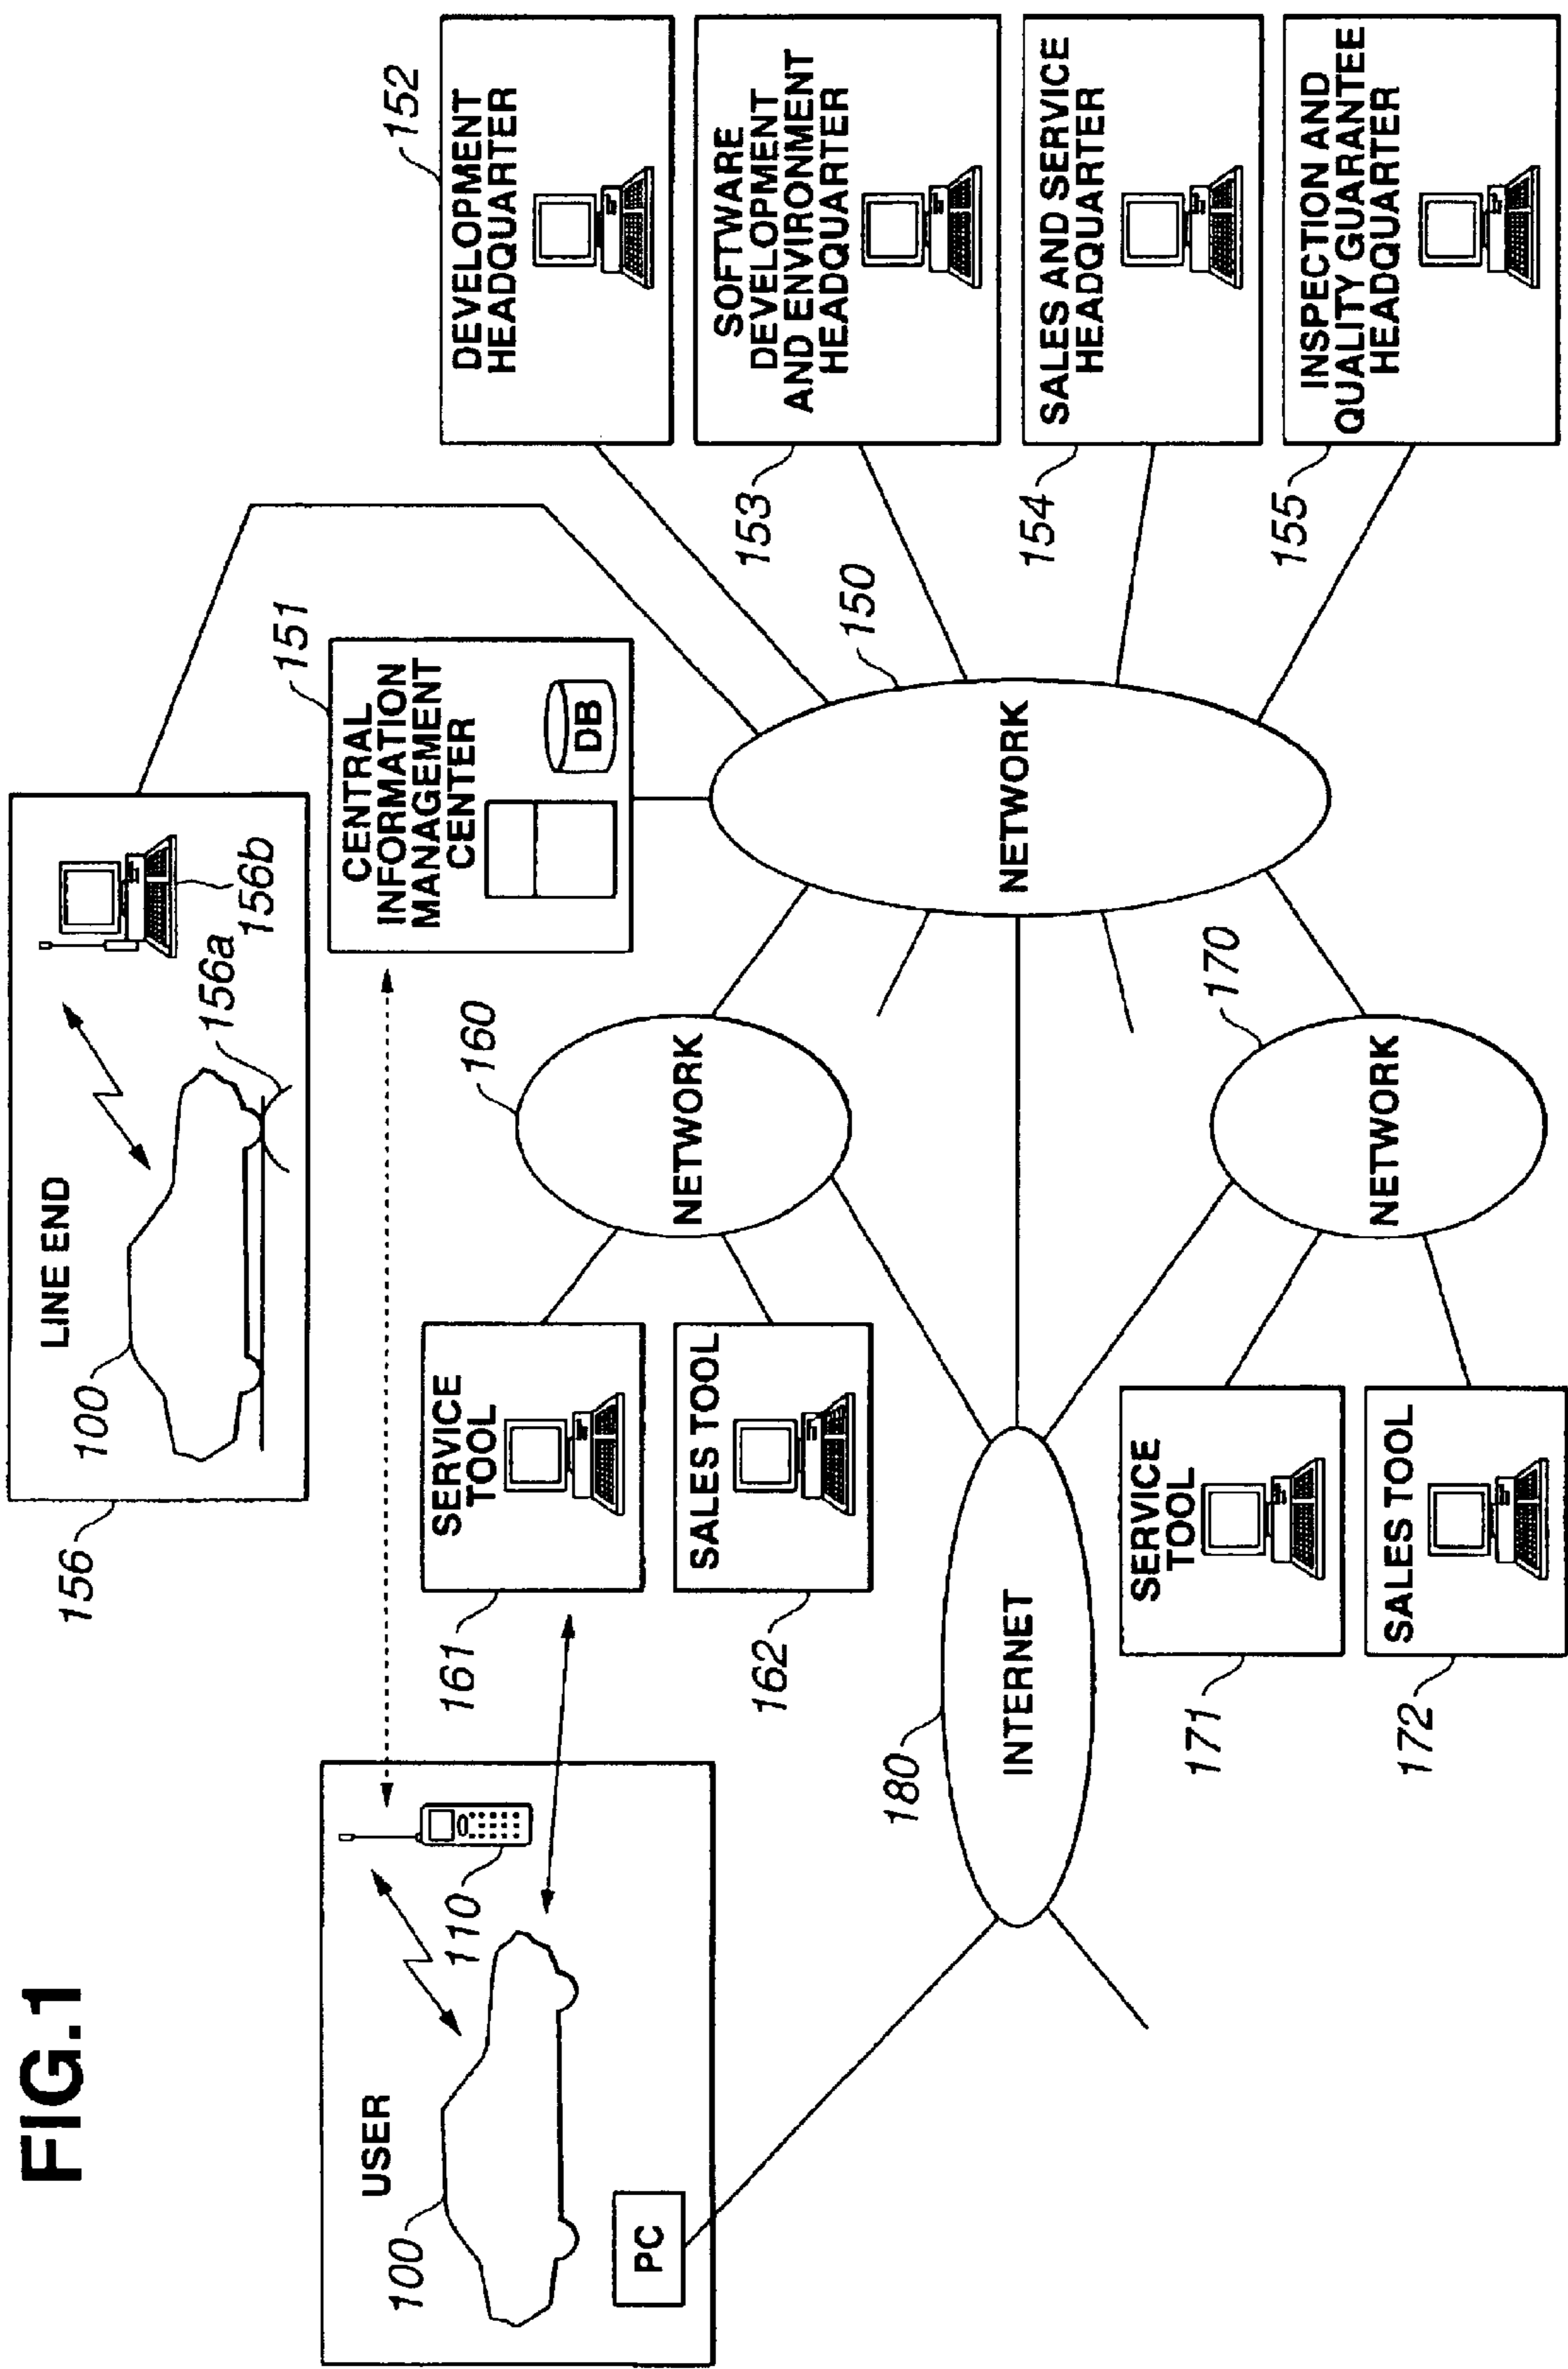 FIG.1
156
LINE END
100
156a
156b
USER
100
110
PC
151
CENTRAL
INFORMATION
MANAGEMENT
CENTER
DB
152
DEVELOPMENT
HEADQUARTER
161
SERVICE
TOOL
160
NETWORK
162
SALES TOOL
153
SOFTWARE
DEVELOPMENT
AND ENVIRONMENT
HEADQUARTER
150
NETWORK
180
INTERNET
154
SALES AND SERVICE
HEADQUARTER
171
SERVICE
TOOL
170
NETWORK
155
INSPECTION AND
QUALITY GUARANTEE
HEADQUARTER
172
SALES TOOL